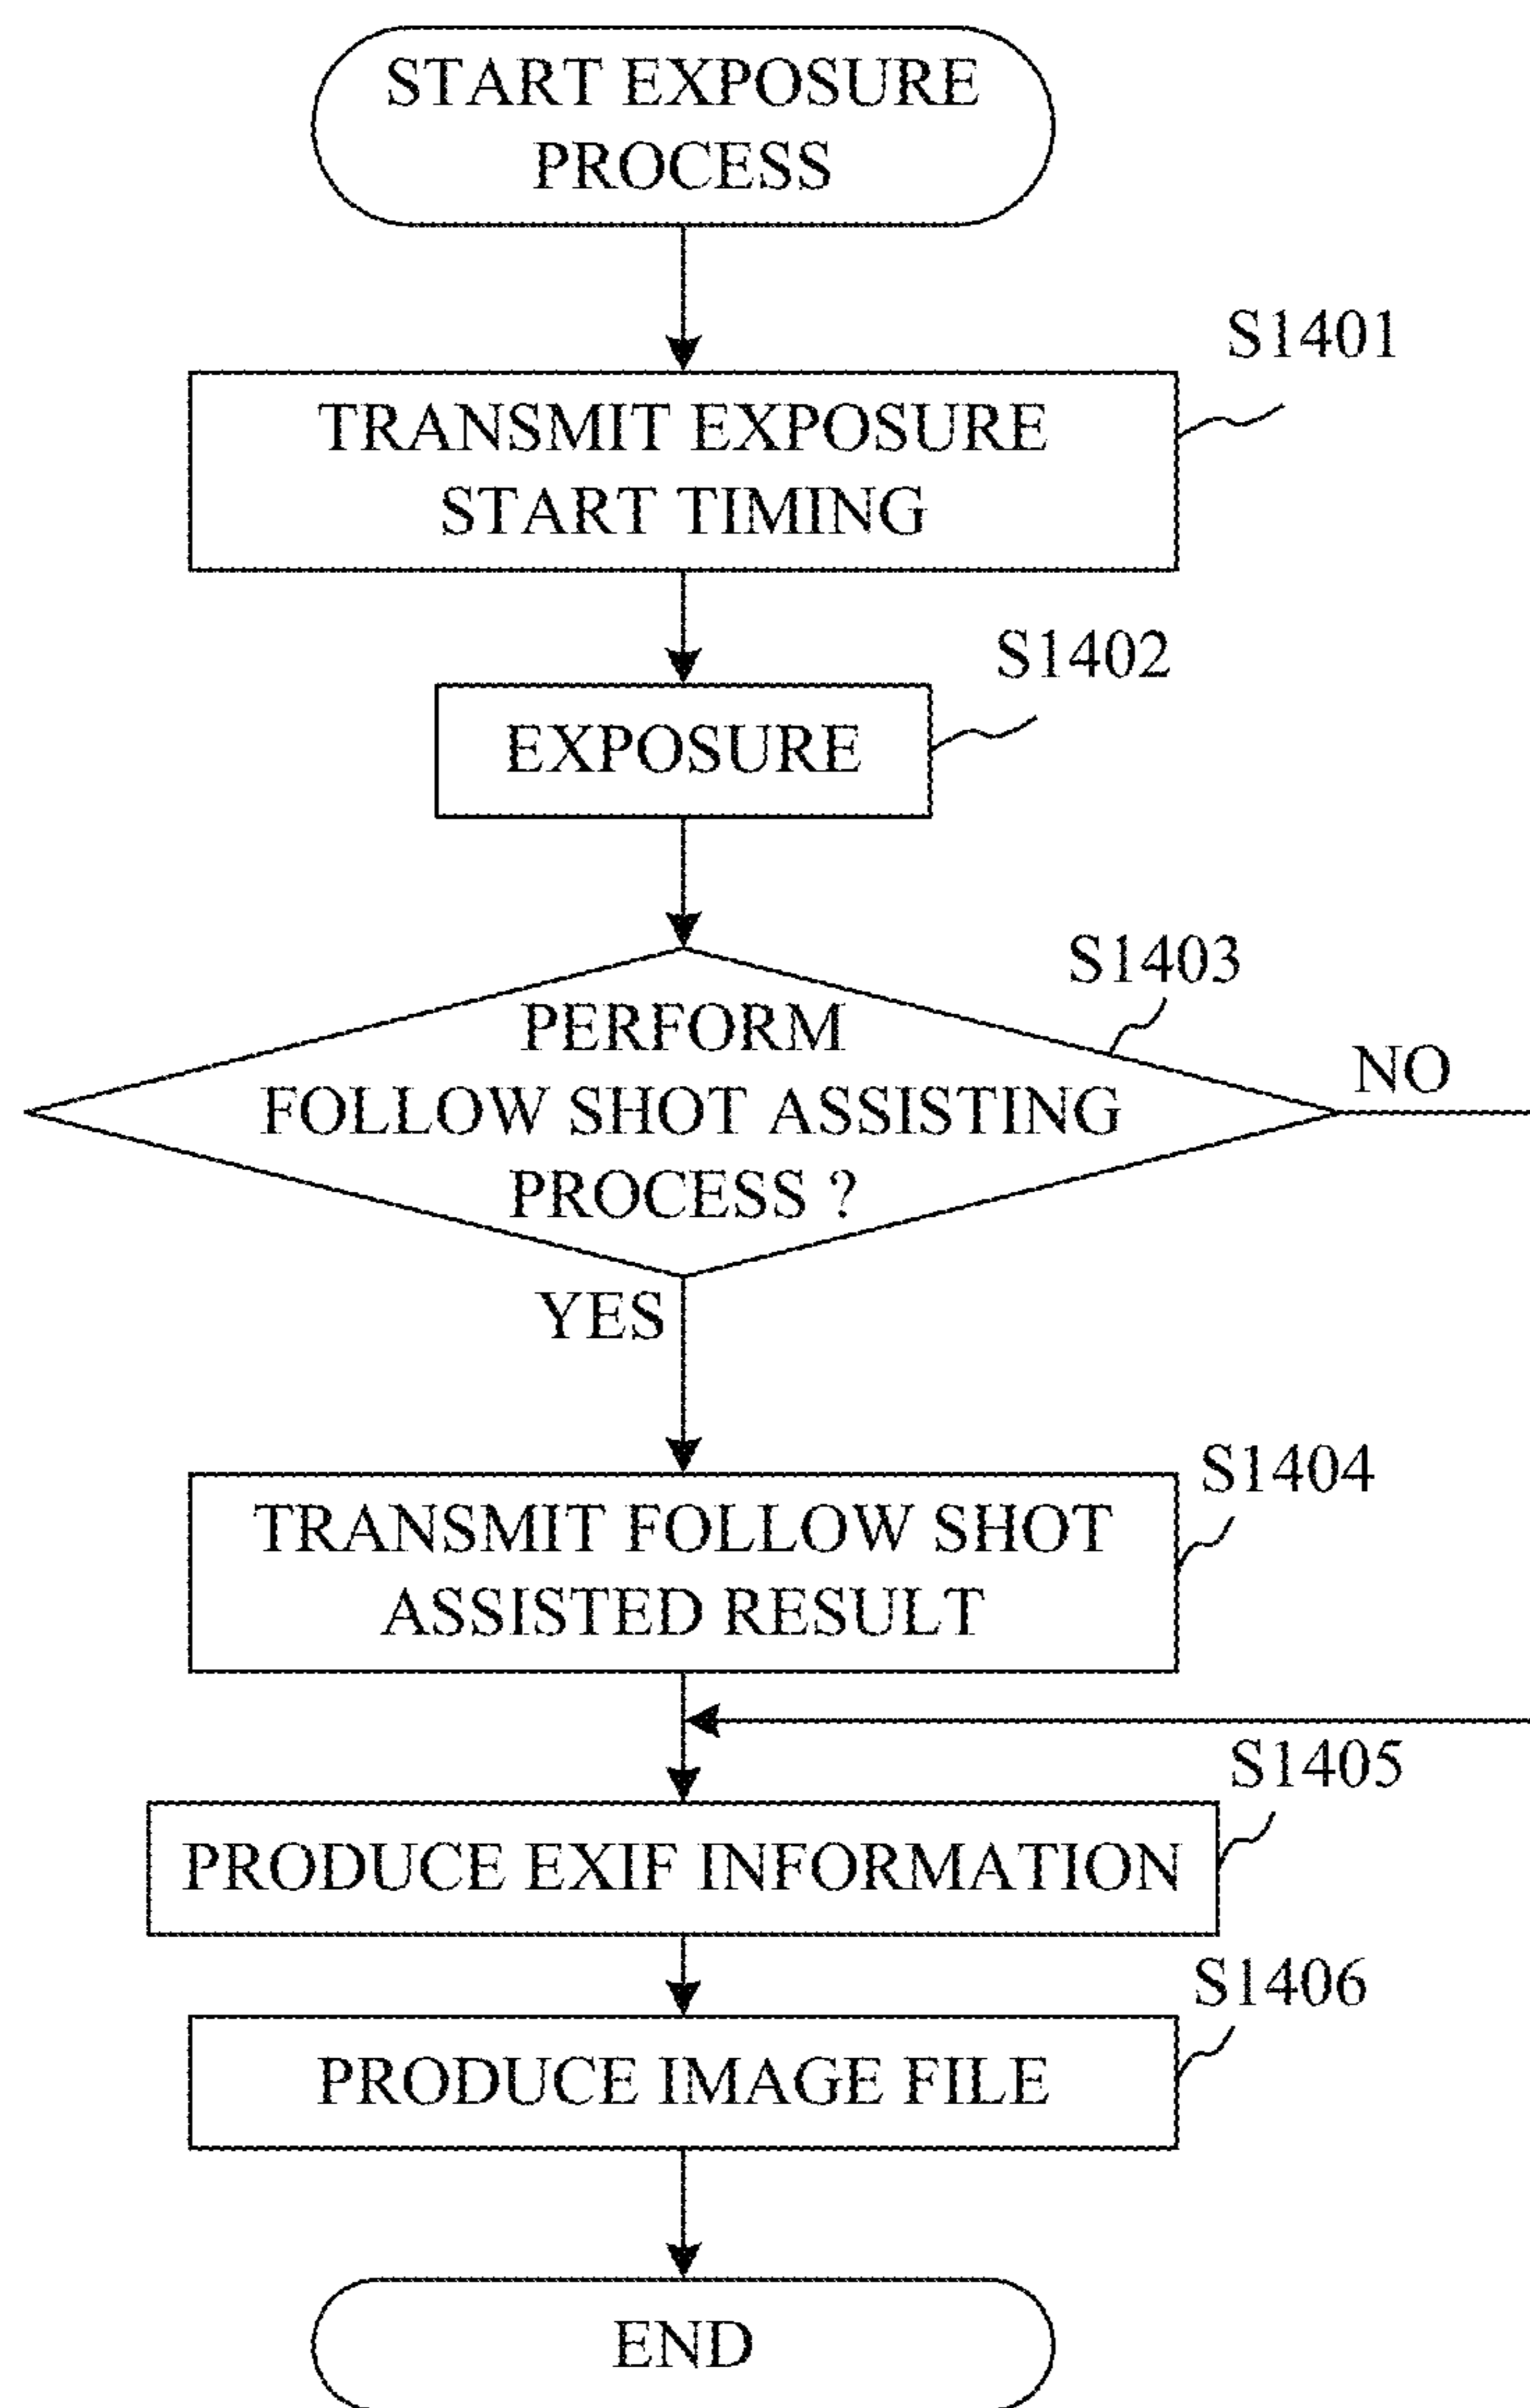 START EXPOSURE
PROCESS
S1401
TRANSMIT EXPOSURE
START TIMING
S1402
EXPOSURE
S1403
PERFORM
FOLLOW SHOT ASSISTING
PROCESS ?
NO
YES
S1404
TRANSMIT FOLLOW SHOT
ASSISTED RESULT
S1405
PRODUCE EXIF INFORMATION
S1406
PRODUCE IMAGE FILE
END